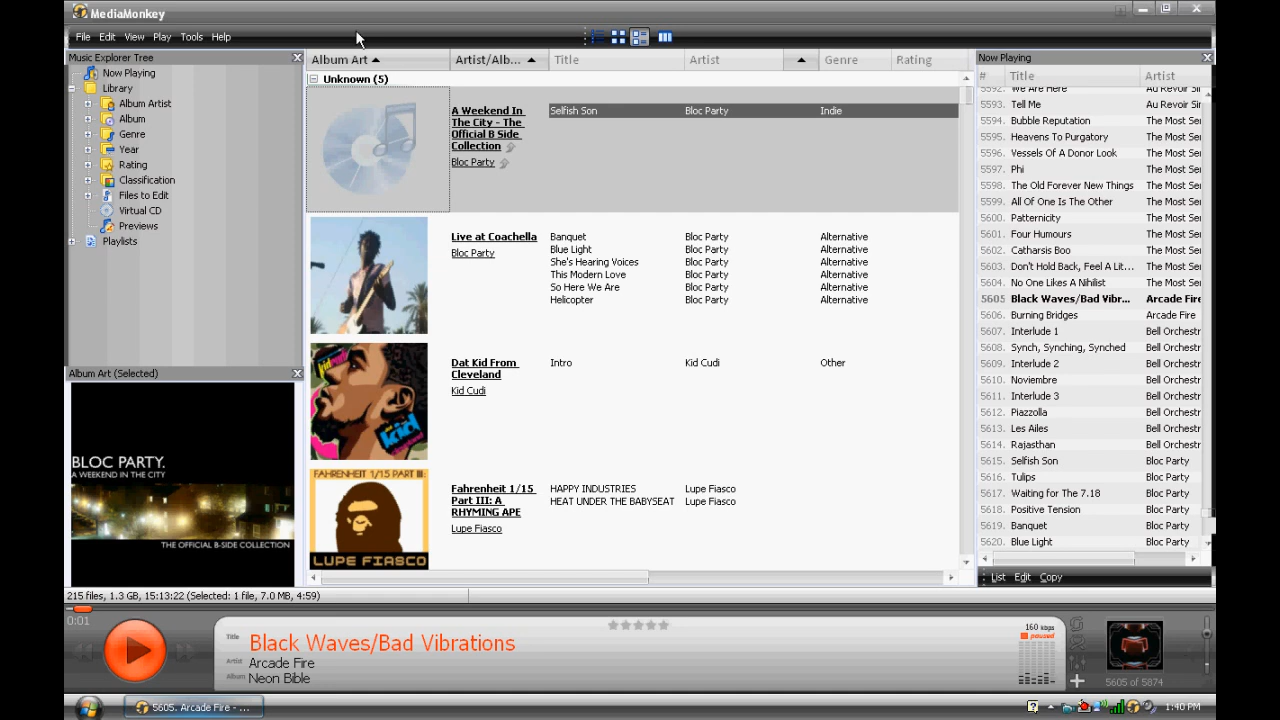 MediaMonkey
File Edit View Play Tools Help
Music Explorer Tree
Now Playing
Library
Album Artist
Album
Genre
Year
Rating
Classification
Files to Edit
Virtual CD
Previews
Playlists
Album Art (Selected)
BLOC PARTY.
A WEEKEND IN THE CITY
THE OFFICIAL B-SIDE COLLECTION
Album Art Artist/Alb... Title Artist Genre Rating
Unknown (5)
A Weekend In Selfish Son Bloc Party Indie
The City - The
Official B Side
Collection
Bloc Party
Live at Coachella Banquet Bloc Party Alternative
Bloc Party Blue Light Bloc Party Alternative
She's Hearing Voices Bloc Party Alternative
This Modern Love Bloc Party Alternative
So Here We Are Bloc Party Alternative
Helicopter Bloc Party Alternative
Dat Kid From Intro Kid Cudi Other
Cleveland
Kid Cudi
FAHRENHEIT 1/15 PART III:
LUPE FIASCO
Fahrenheit 1/15 HAPPY INDUSTRIES Lupe Fiasco
Part III: A HEAT UNDER THE BABYSEAT Lupe Fiasco
RHYMING APE
Lupe Fiasco
Now Playing
# Title Artist
We Are Here Au Revoir Sir
5593. Tell Me Au Revoir Sir
5594. Bubble Reputation The Most Ser
5595. Heavens To Purgatory The Most Ser
5596. Vessels Of A Donor Look The Most Ser
5597. Phi The Most Ser
5598. The Old Forever New Things The Most Ser
5599. All Of One Is The Other The Most Ser
5600. Patternicity The Most Ser
5601. Four Humours The Most Ser
5602. Catharsis Boo The Most Ser
5603. Don't Hold Back, Feel A Lit... The Most Ser
5604. No One Likes A Nihilist The Most Ser
5605 Black Waves/Bad Vibr... Arcade Fire
5606. Burning Bridges Arcade Fire
5607. Interlude 1 Bell Orchestr
5608. Synch, Synching, Synched Bell Orchestr
5609. Interlude 2 Bell Orchestr
5610. Noviembre Bell Orchestr
5611. Interlude 3 Bell Orchestr
5612. Piazzolla Bell Orchestr
5613. Les Ailes Bell Orchestr
5614. Rajasthan Bell Orchestr
5615. Selfish Son Bloc Party
5616. Tulips Bloc Party
5617. Waiting for The 7.18 Bloc Party
5618. Positive Tension Bloc Party
5619. Banquet Bloc Party
5620. Blue Light Bloc Party
List Edit Copy
215 files, 1.3 GB, 15:13:22 (Selected: 1 file, 7.0 MB, 4:59)
0:01
Title Black Waves/Bad Vibrations
Artist Arcade Fire
Album Neon Bible
160 kbps
paused
5605 of 5874
5605. Arcade Fire - ...
1:40 PM